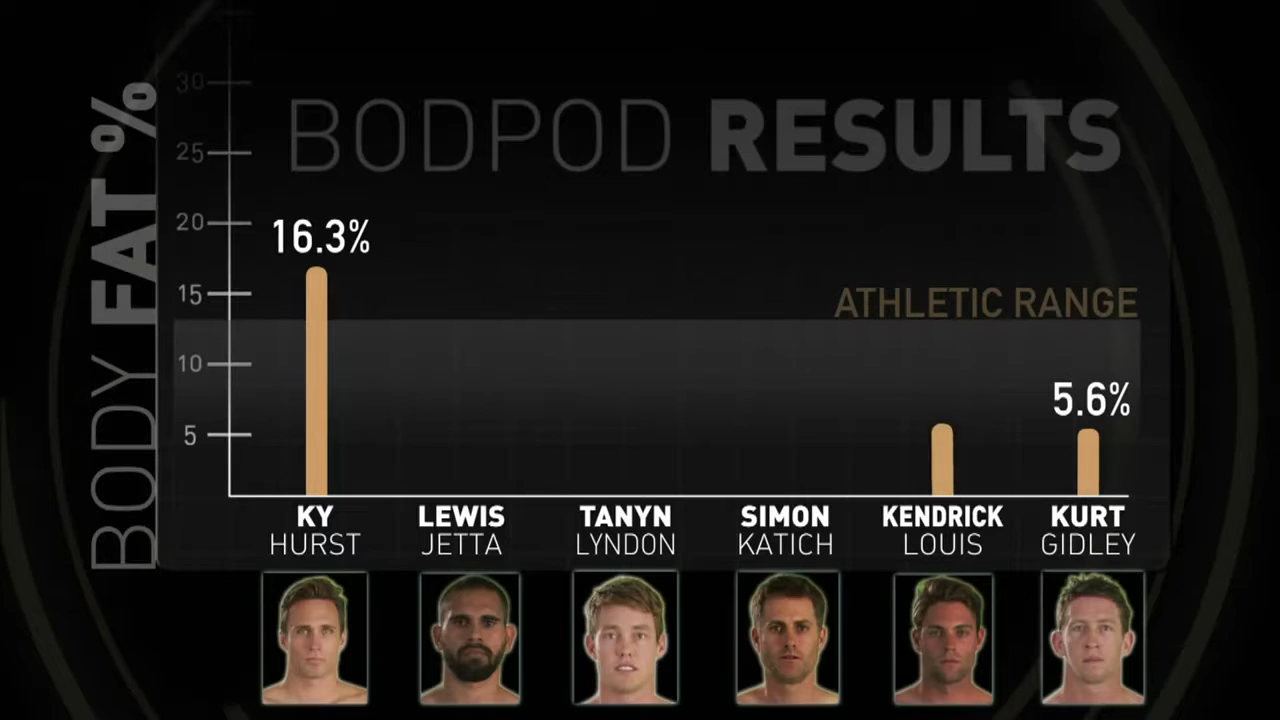 BODPOD RESULTS
BODY FAT %
30
25
20
15
10
5
16.3%
ATHLETIC RANGE
5.6%
KY HURST
LEWIS JETTA
TANYN LYNDON
SIMON KATICH
KENDRICK LOUIS
KURT GIDLEY